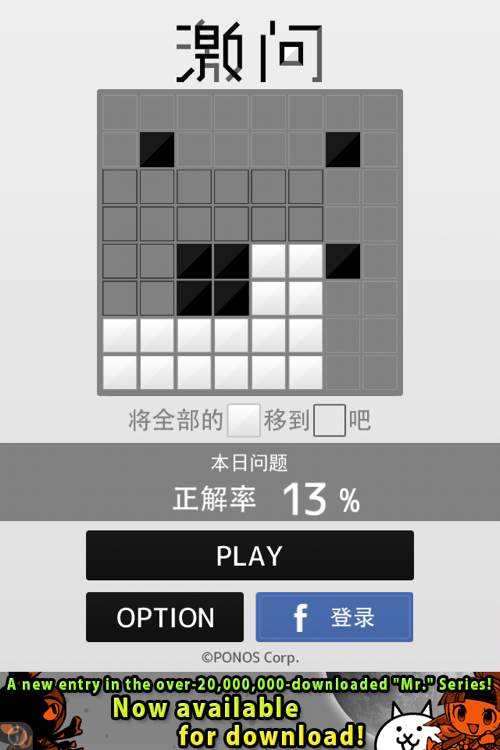 激问
将全部的 移到 吧
本日问题
正解率 13 %
PLAY
OPTION
f 登录
©PONOS Corp.
A new entry in the over-20,000,000-downloaded "Mr." Series!
Now available
for download!